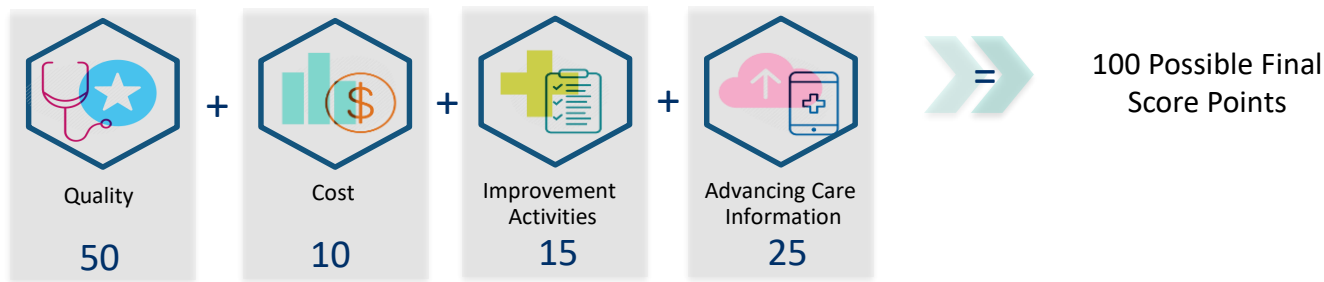 Quality
50
+
$
Cost
10
+
Improvement
Activities
15
+
Advancing Care
Information
25
=
100 Possible Final
Score Points